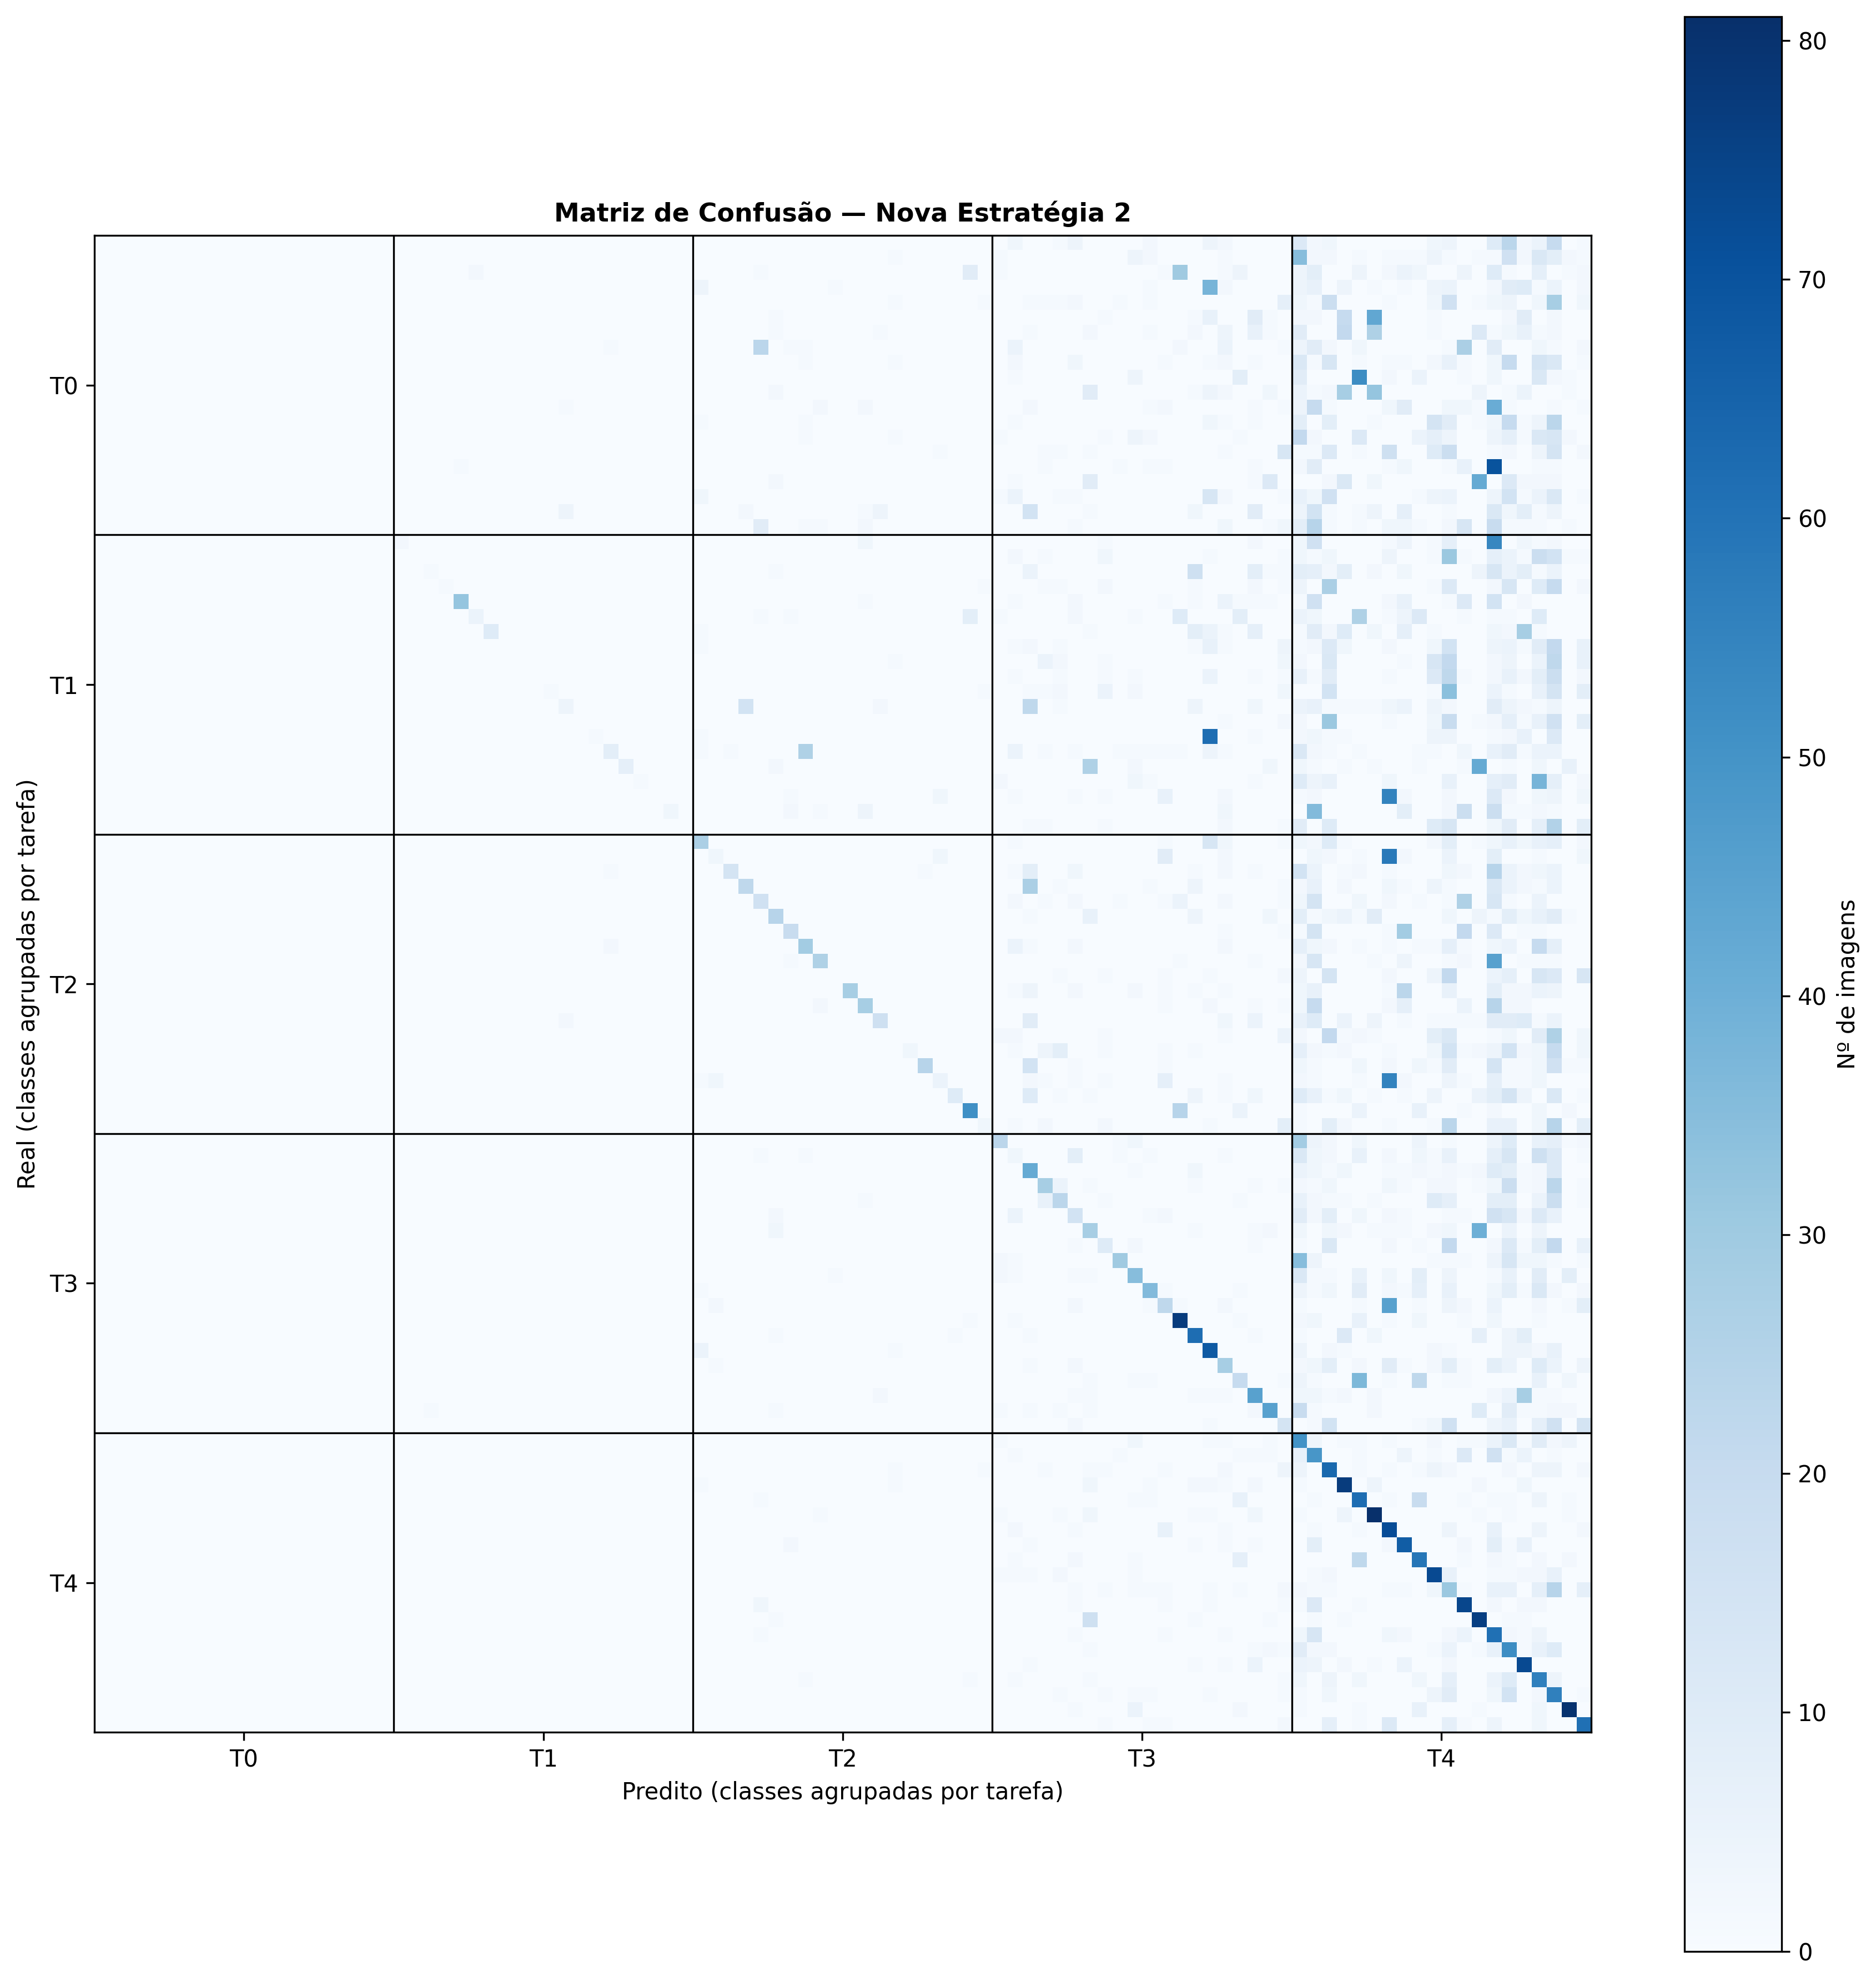 Matriz de Confusão — Nova Estratégia 2
Real (classes agrupadas por tarefa)
T0
T1
T2
T3
T4
T0 T1 T2 T3 T4
Predito (classes agrupadas por tarefa)
80
70
60
50
40
30
20
10
0
Nº de imagens